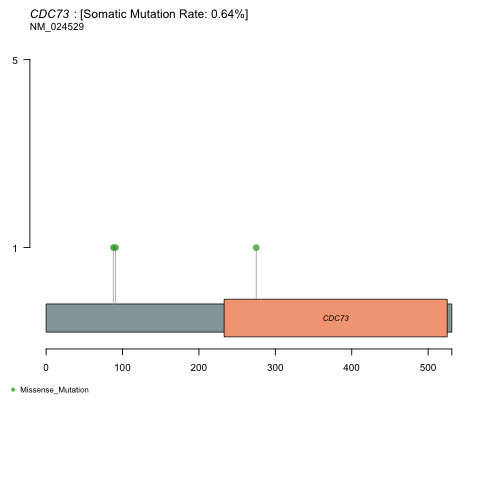 CDC73 : [Somatic Mutation Rate: 0.64%]
NM_024529
5
1
CDC73
0 100 200 300 400 500
Missense_Mutation